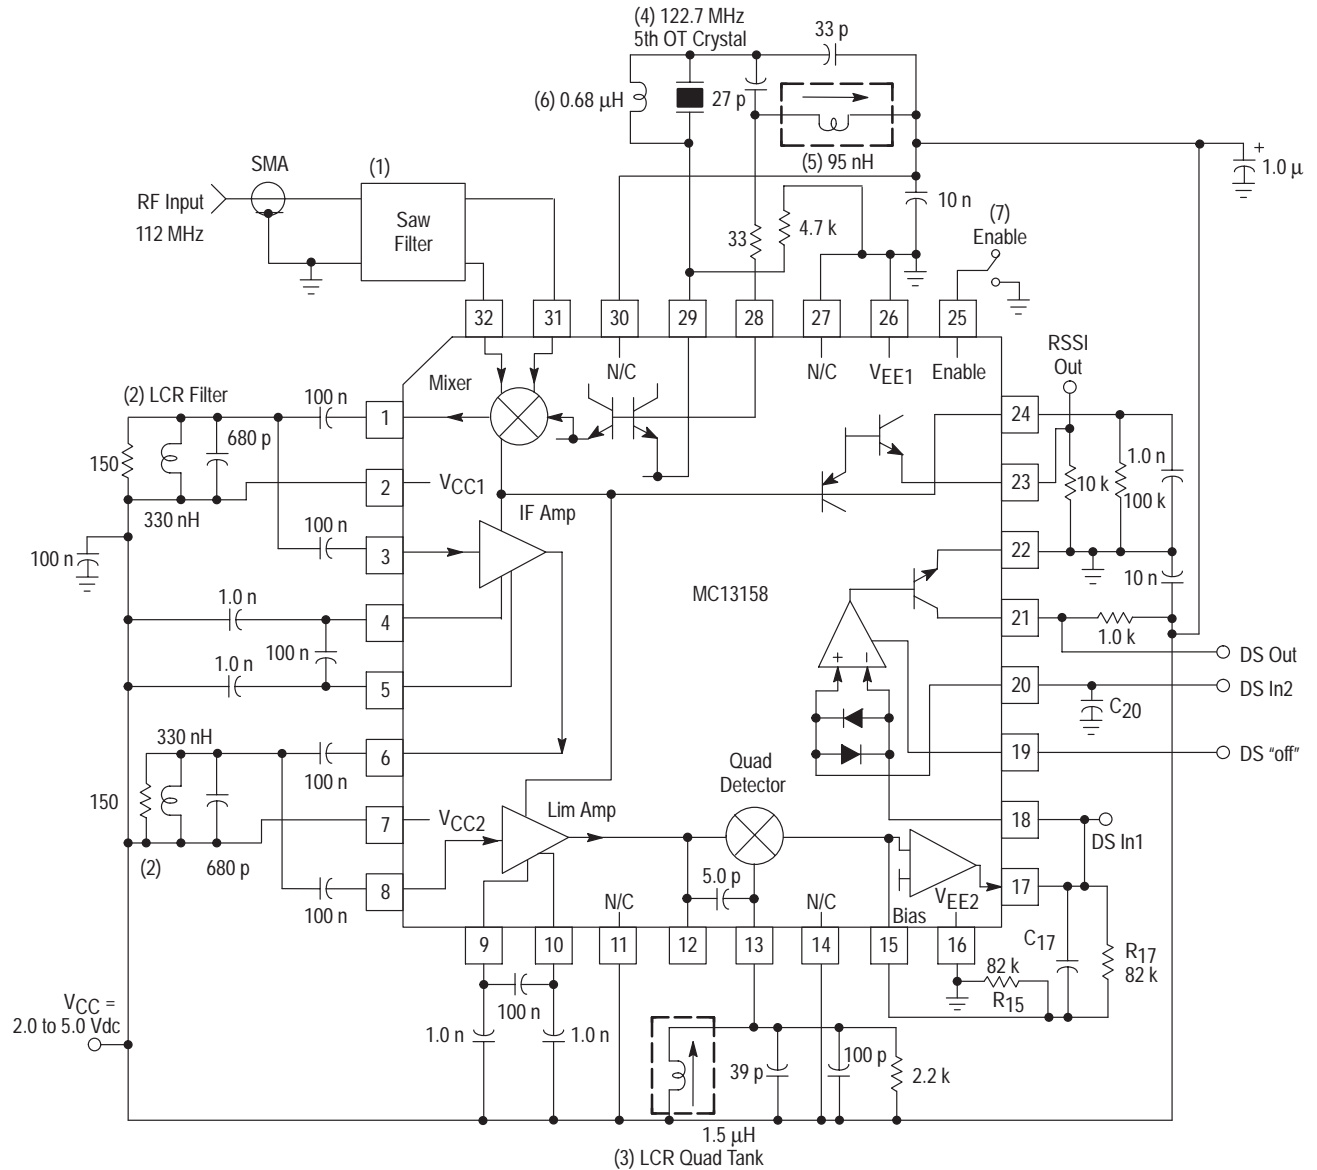 (4) 122.7 MHz
5th OT Crystal
33 p
(6) 0.68 μH
27 p
(5) 95 nH
+
1.0 μ
SMA
(1)
RF Input
112 MHz
Saw
Filter
33
4.7 k
10 n
(7)
Enable
32
31
30
29
28
27
26
25
N/C
N/C
VEE1
Enable
RSSI
Out
(2) LCR Filter
100 n
1
Mixer
24
680 p
150
2
VCC1
330 nH
23
10 k
1.0 n
100 k
IF Amp
100 n
3
100 n
22
10 n
MC13158
1.0 n
4
21
1.0 k
100 n
DS Out
1.0 n
5
+
–
20
DS In2
C20
330 nH
6
100 n
19
DS “off”
Quad
Detector
150
7
VCC2
Lim Amp
18
DS In1
(2)
680 p
8
100 n
5.0 p
17
N/C
N/C
Bias
VEE2
9
10
11
12
13
14
15
16
C17
R17
82 k
82 k
R15
100 n
VCC =
2.0 to 5.0 Vdc
1.0 n
1.0 n
39 p
100 p
2.2 k
1.5 μH
(3) LCR Quad Tank